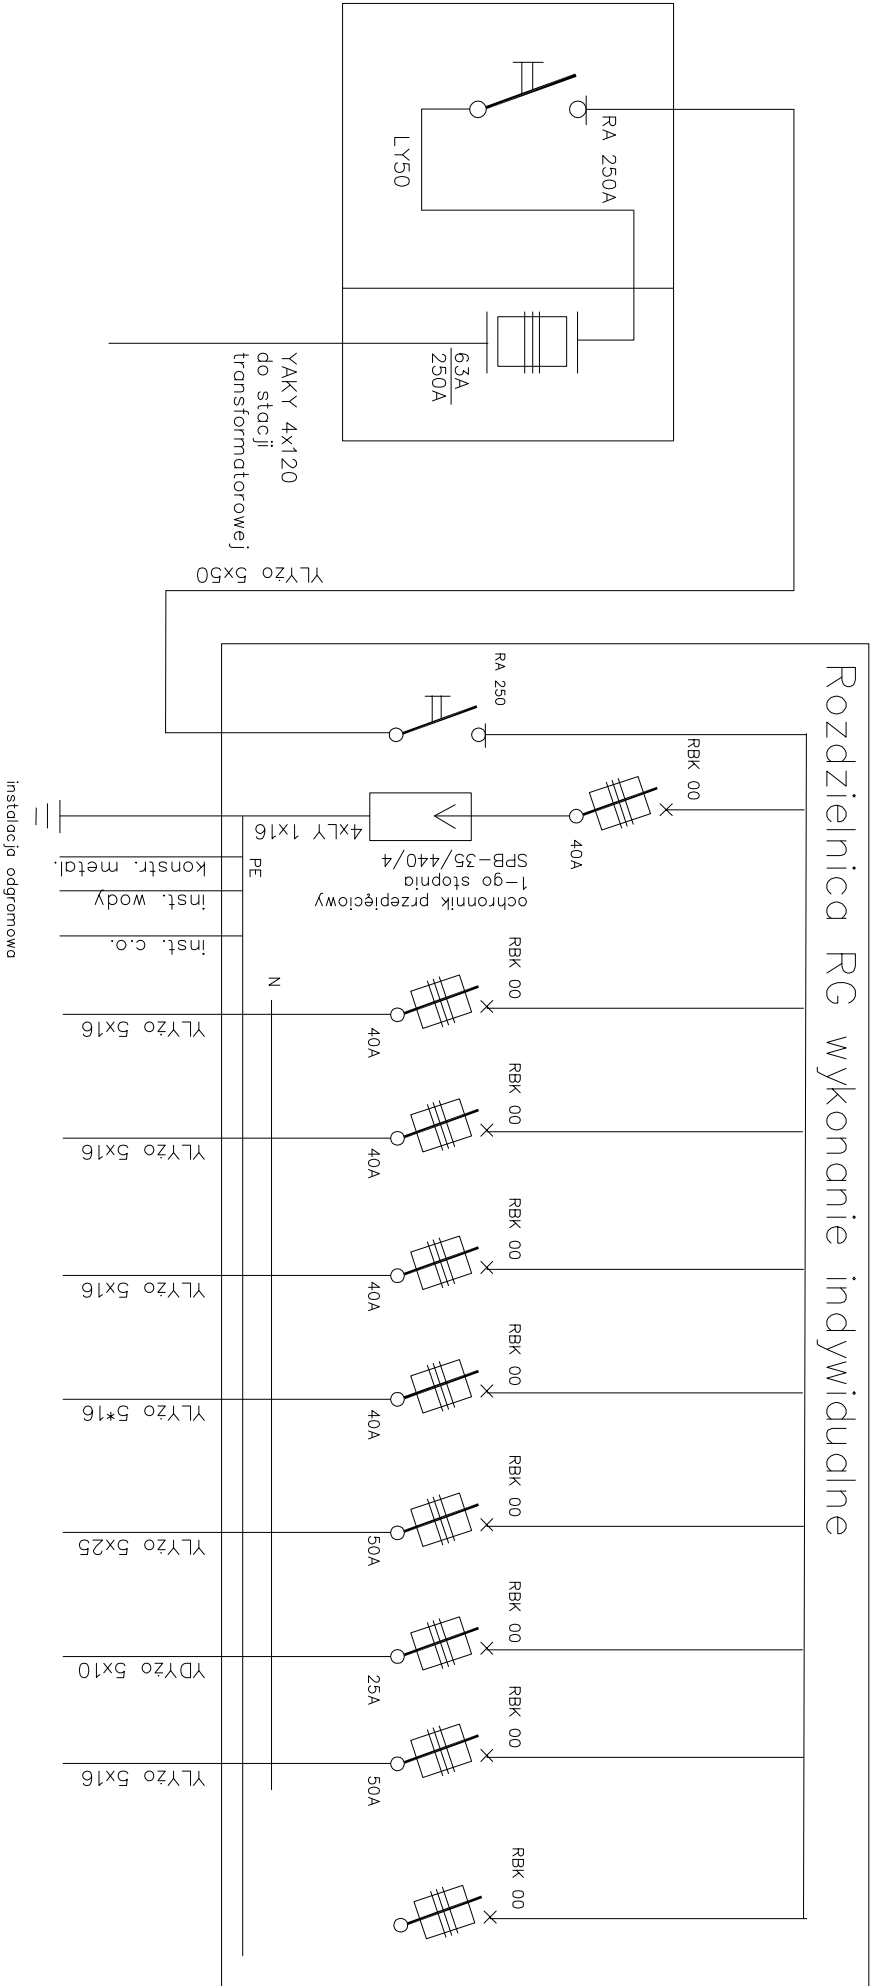 Rozdzielnica RG wykonanie indywidualne
RA 250A
LY50
63A
250A
YAKY 4x120
do stacji
transformatorowej
YLYżo 5x50
RA 250
RBK 00
40A
4xLY 1x16
ochronnik przepięciowy
1-go stopnia
SPB-35/440/4
PE
konstr. metal.
inst. wody
inst. c.o.
instalacja odgromowa
N
RBK 00
40A
YLYżo 5x16
RBK 00
40A
YLYżo 5x16
RBK 00
40A
YLYżo 5x16
RBK 00
40A
YLYżo 5*16
RBK 00
50A
YLYżo 5x25
RBK 00
25A
YDYżo 5x10
RBK 00
50A
YLYżo 5x16
RBK 00